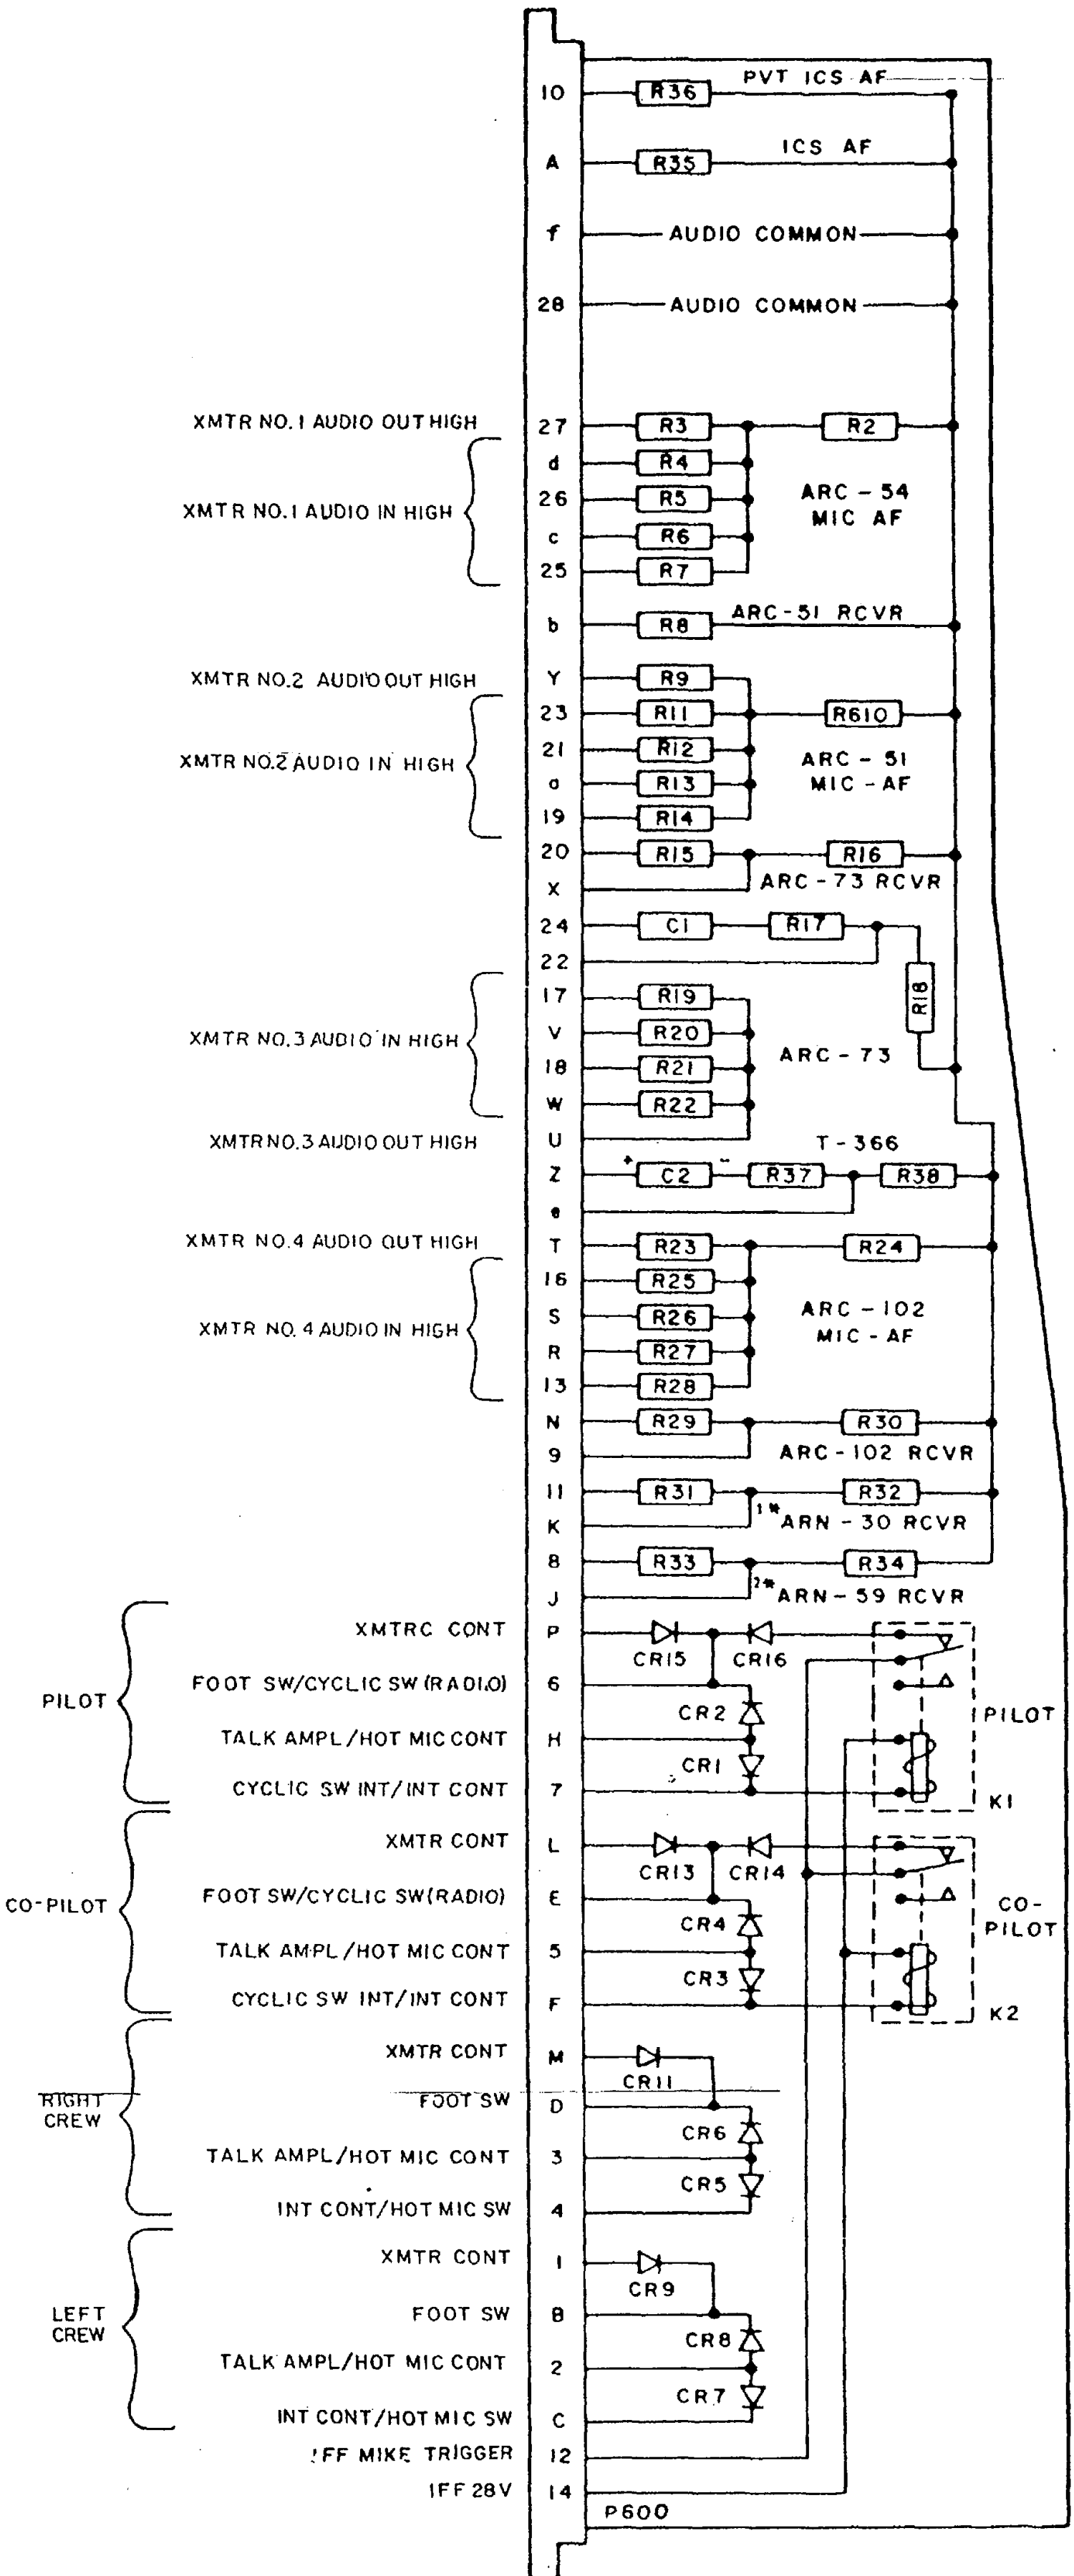 PVT ICS AF
10 R36
ICS AF
A R35
f AUDIO COMMON
28 AUDIO COMMON
XMTR NO.1 AUDIO OUT HIGH 27 R3 R2
d R4
XMTR NO.1 AUDIO IN HIGH 26 R5 ARC-54
MIC AF
c R6
25 R7
b R8 ARC-51 RCVR
XMTR NO.2 AUDIO OUT HIGH Y R9
23 R11 R610
XMTR NO.2 AUDIO IN HIGH 21 R12 ARC-51
a R13 MIC-AF
19 R14
20 R15 R16
X ARC-73 RCVR
24 C1 R17
22
R18
17 R19
XMTR NO.3 AUDIO IN HIGH V R20
ARC-73
18 R21
W R22
XMTR NO.3 AUDIO OUT HIGH U T-366
Z + C2 - R37 R38
e
XMTR NO.4 AUDIO OUT HIGH T R23 R24
16 R25
XMTR NO.4 AUDIO IN HIGH S R26 ARC-102
MIC-AF
R R27
13 R28
N R29 R30
9 ARC-102 RCVR
11 R31 R32
K 1* ARN-30 RCVR
8 R33 R34
J 2* ARN-59 RCVR
XMTRC CONT P
CR15 CR16
PILOT
FOOT SW/CYCLIC SW (RADIO) 6
CR2 PILOT
TALK AMPL/HOT MIC CONT H
CR1
CYCLIC SW INT/INT CONT 7
K1
XMTR CONT L
CR13 CR14
CO-PILOT
FOOT SW/CYCLIC SW (RADIO) E
CO-
PILOT
CR4
TALK AMPL/HOT MIC CONT 5
CR3
CYCLIC SW INT/INT CONT F
K2
XMTR CONT M
CR11
RIGHT
CREW
FOOT SW D
CR6
TALK AMPL/HOT MIC CONT 3
CR5
INT CONT/HOT MIC SW 4
XMTR CONT 1
CR9
LEFT
CREW
FOOT SW B
CR8
TALK AMPL/HOT MIC CONT 2
CR7
INT CONT/HOT MIC SW C
IFF MIKE TRIGGER 12
IFF 28V 14
P600